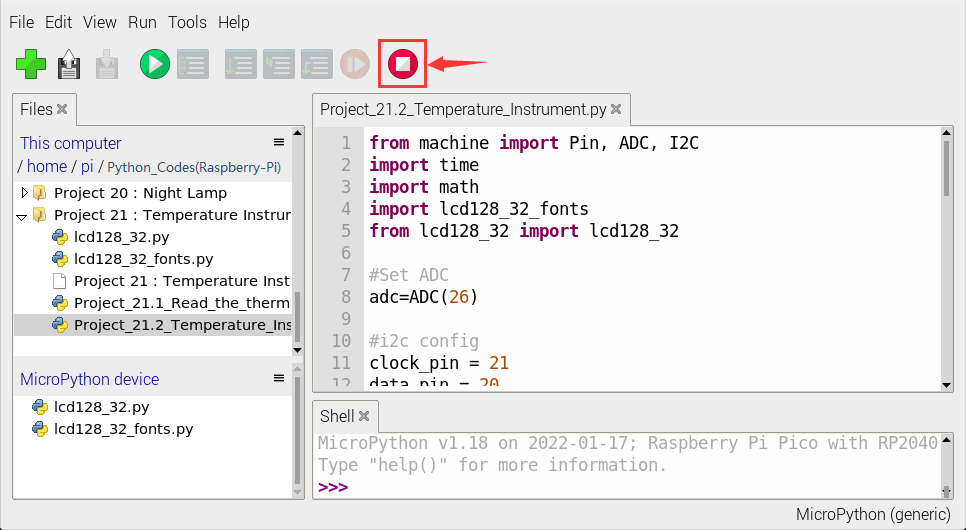 File Edit View Run Tools Help
Files
This computer
/ home / pi / Python_Codes(Raspberry-Pi)
Project 20 : Night Lamp
Project 21 : Temperature Instrur
lcd128_32.py
lcd128_32_fonts.py
Project 21 : Temperature Inst
Project_21.1_Read_the_therm
Project_21.2_Temperature_Ins
MicroPython device
lcd128_32.py
lcd128_32_fonts.py
Project_21.2_Temperature_Instrument.py
1 from machine import Pin, ADC, I2C
2 import time
3 import math
4 import lcd128_32_fonts
5 from lcd128_32 import lcd128_32
6
7 #Set ADC
8 adc=ADC(26)
9
10 #i2c config
11 clock_pin = 21
12 data_pin = 20
Shell
MicroPython v1.18 on 2022-01-17; Raspberry Pi Pico with RP2040
Type "help()" for more information.
>>>
MicroPython (generic)